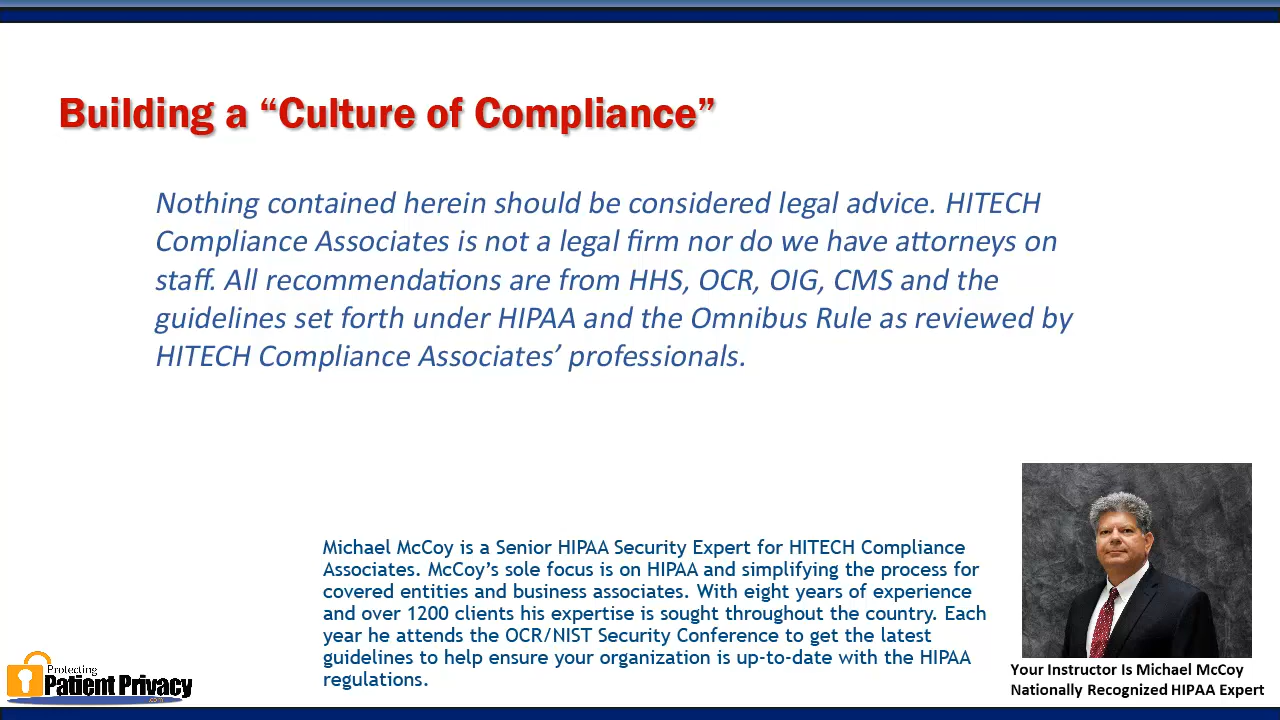 Building a “Culture of Compliance”
Nothing contained herein should be considered legal advice. HITECH
Compliance Associates is not a legal firm nor do we have attorneys on
staff. All recommendations are from HHS, OCR, OIG, CMS and the
guidelines set forth under HIPAA and the Omnibus Rule as reviewed by
HITECH Compliance Associates’ professionals.
Michael McCoy is a Senior HIPAA Security Expert for HITECH Compliance
Associates. McCoy’s sole focus is on HIPAA and simplifying the process for
covered entities and business associates. With eight years of experience
and over 1200 clients his expertise is sought throughout the country. Each
year he attends the OCR/NIST Security Conference to get the latest
guidelines to help ensure your organization is up-to-date with the HIPAA
regulations.
Your Instructor Is Michael McCoy
Nationally Recognized HIPAA Expert
Protecting
Patient Privacy
.com